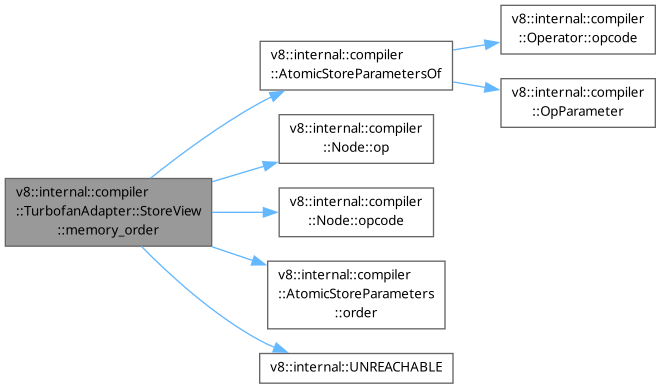 v8::internal::compiler
::TurbofanAdapter::StoreView
::memory_order
v8::internal::compiler
::AtomicStoreParametersOf
v8::internal::compiler
::Operator::opcode
v8::internal::compiler
::OpParameter
v8::internal::compiler
::Node::op
v8::internal::compiler
::Node::opcode
v8::internal::compiler
::AtomicStoreParameters
::order
v8::internal::UNREACHABLE